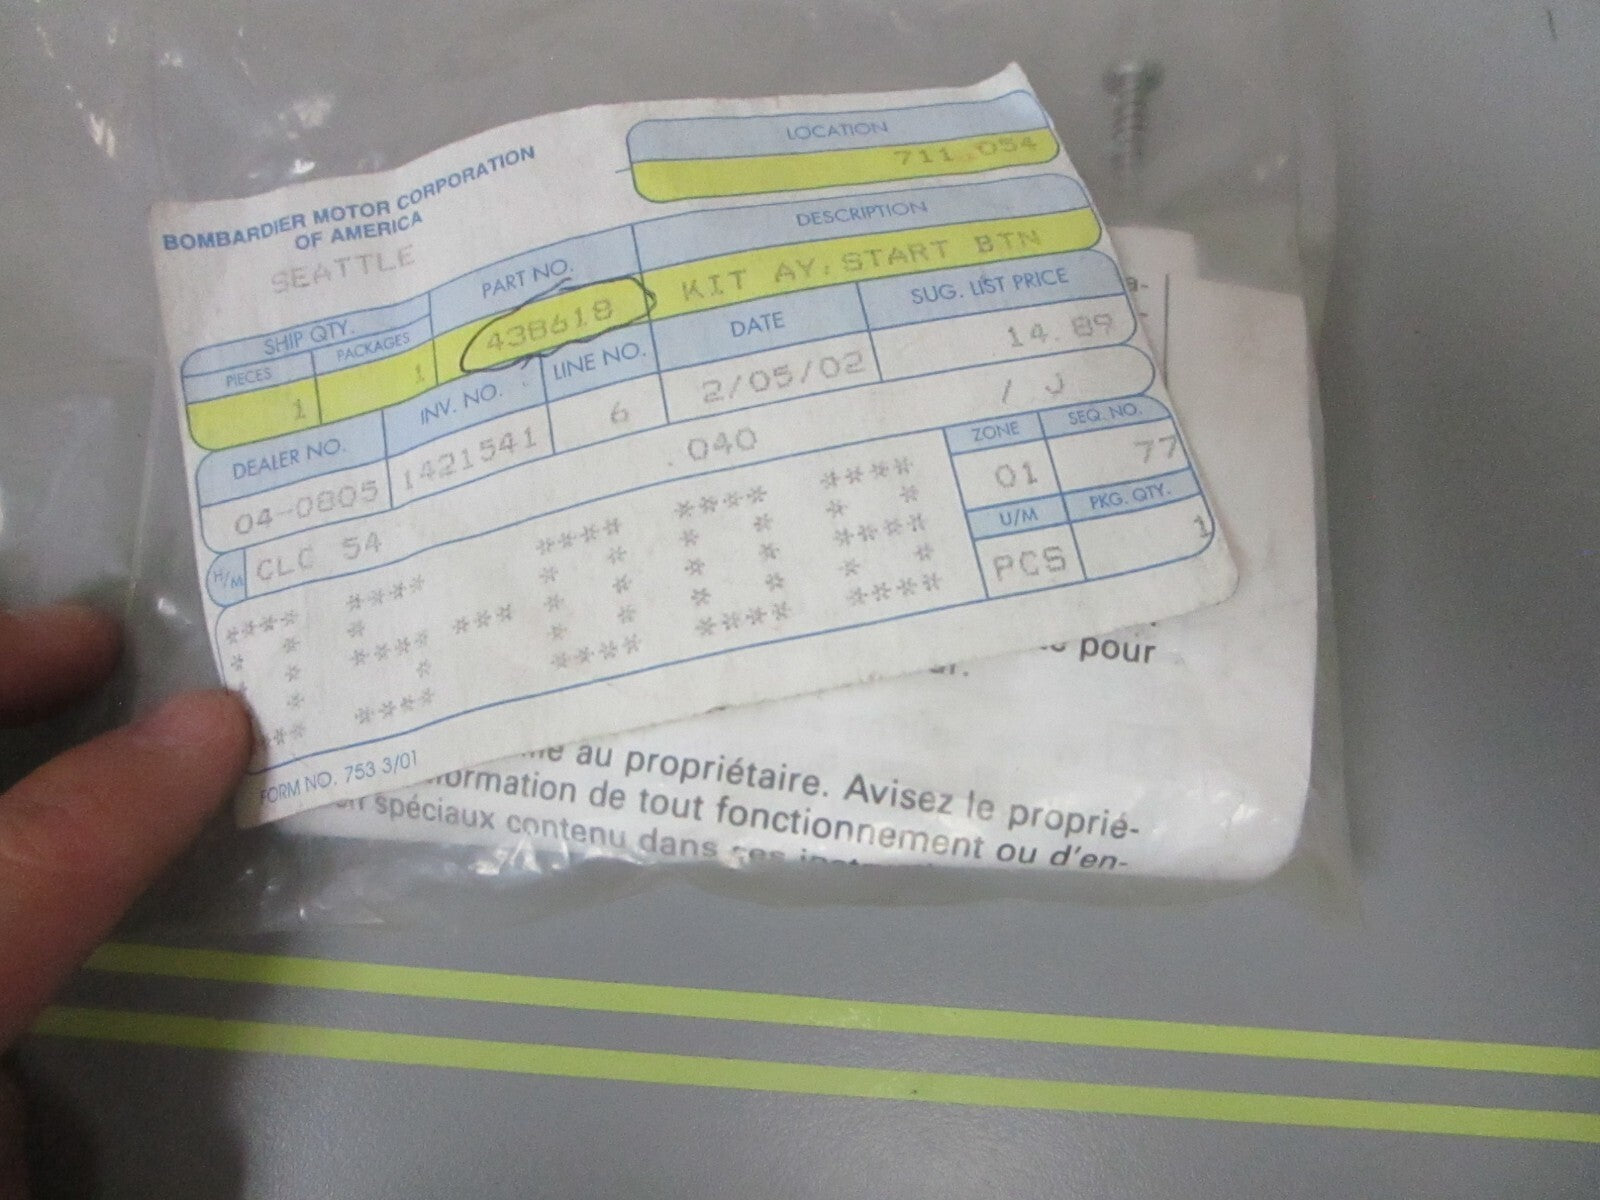 BOMBARDIER MOTOR CORPORATION
OF AMERICA
SEATTLE
LOCATION
711.054
SHIP QTY.
PIECES
PACKAGES
PART NO.
DESCRIPTION
1
1
438618
KIT AY.START BTN
DEALER NO.
INV. NO.
LINE NO.
DATE
SUG. LIST PRICE
04-0805
1421541
6
2/05/02
14.89
H/M
CLC 54
.040
/ J
ZONE
SEQ. NO.
01
77
U/M
PKG. QTY.
PCS
1
FORM NO. 753 3/01
pour
au propriétaire. Avisez le proprié-
de tout fonctionnement ou d'en-
spéciaux contenu dans